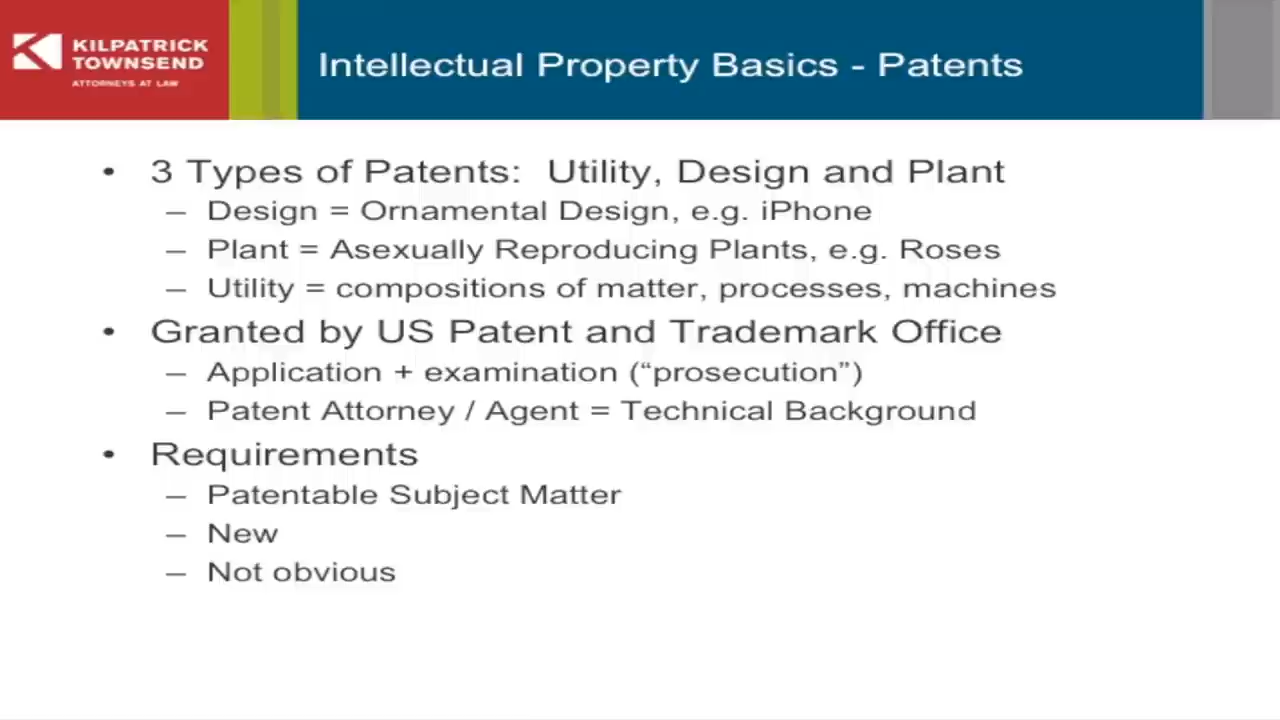 KILPATRICK
TOWNSEND
ATTORNEYS AT LAW
Intellectual Property Basics - Patents
• 3 Types of Patents: Utility, Design and Plant
– Design = Ornamental Design, e.g. iPhone
– Plant = Asexually Reproducing Plants, e.g. Roses
– Utility = compositions of matter, processes, machines
• Granted by US Patent and Trademark Office
– Application + examination (“prosecution”)
– Patent Attorney / Agent = Technical Background
• Requirements
– Patentable Subject Matter
– New
– Not obvious